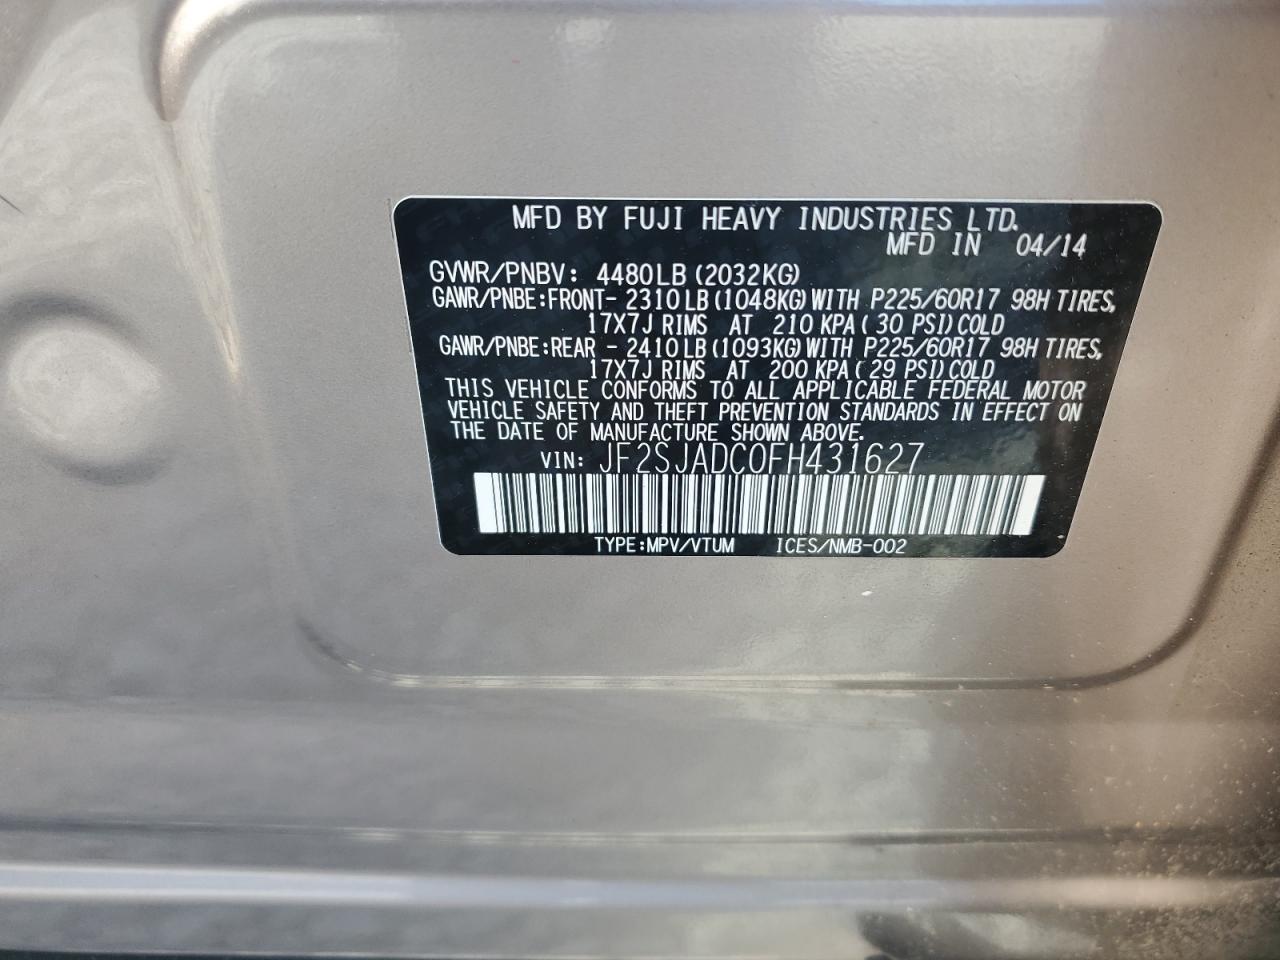 MFD BY FUJI HEAVY INDUSTRIES LTD.
MFD IN 04/14
GVWR/PNBV: 4480LB (2032KG)
GAWR/PNBE:FRONT- 2310LB (1048KG) WITH P225/60R17 98H TIRES,
17X7J RIMS AT 210 KPA (30 PSI) COLD
GAWR/PNBE:REAR - 2410LB (1093KG) WITH P225/60R17 98H TIRES,
17X7J RIMS AT 200 KPA (29 PSI) COLD
THIS VEHICLE CONFORMS TO ALL APPLICABLE FEDERAL MOTOR
VEHICLE SAFETY AND THEFT PREVENTION STANDARDS IN EFFECT ON
THE DATE OF MANUFACTURE SHOWN ABOVE.
VIN: JF2SJADC0FH431627
TYPE:MPV/VTUM ICES/NMB-002